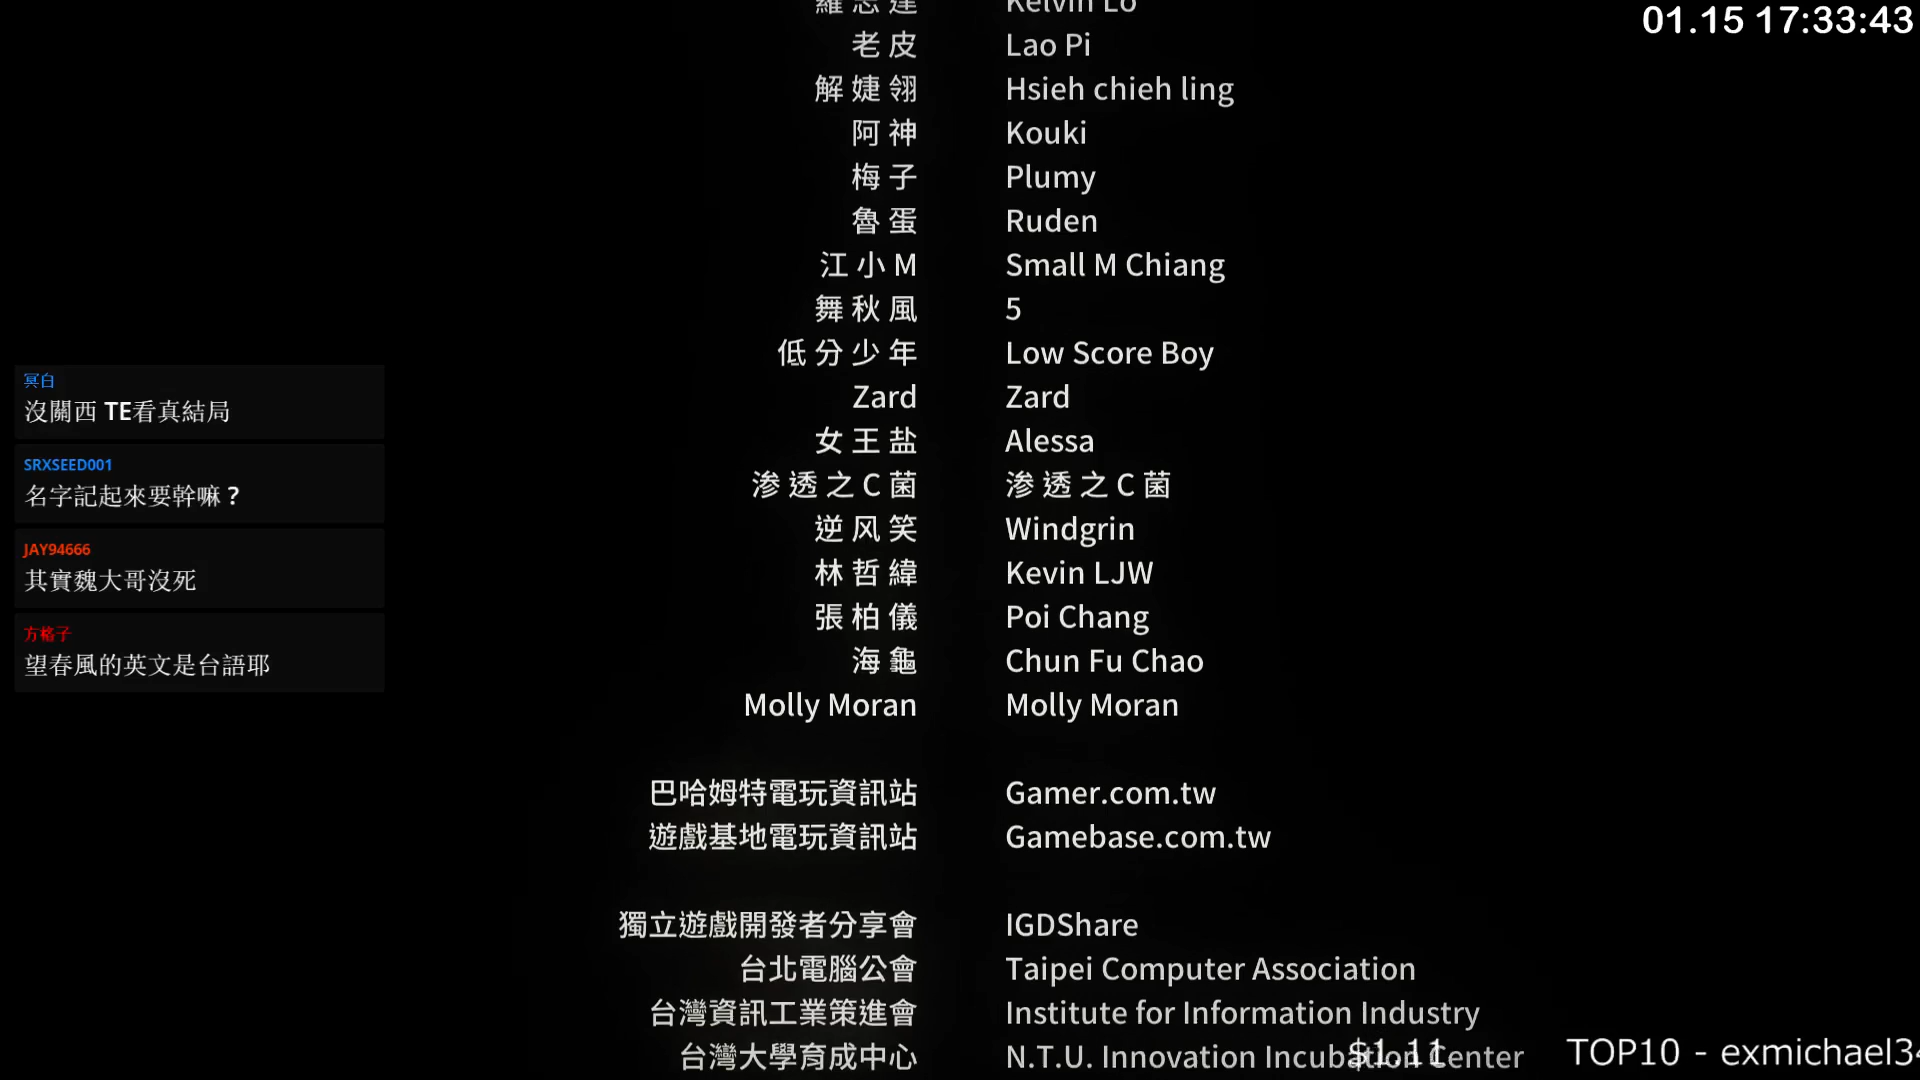 01.15 17:33:43
羅志達 Kelvin Lo
老皮 Lao Pi
解婕翎 Hsieh chieh ling
阿神 Kouki
梅子 Plumy
魯蛋 Ruden
江小M Small M Chiang
舞秋風 5
低分少年 Low Score Boy
Zard Zard
女王盐 Alessa
渗透之C菌 渗透之C菌
逆风笑 Windgrin
林哲緯 Kevin LJW
張柏儀 Poi Chang
海龜 Chun Fu Chao
Molly Moran Molly Moran
巴哈姆特電玩資訊站 Gamer.com.tw
遊戲基地電玩資訊站 Gamebase.com.tw
獨立遊戲開發者分享會 IGDShare
台北電腦公會 Taipei Computer Association
台灣資訊工業策進會 Institute for Information Industry
台灣大學育成中心 N.T.U. Innovation Incubation Center
冥白
沒關西 TE看真結局
SRXSEED001
名字記起來要幹嘛？
JAY94666
其實魏大哥沒死
方格子
望春風的英文是台語耶
$1.11
TOP10 - exmichael34